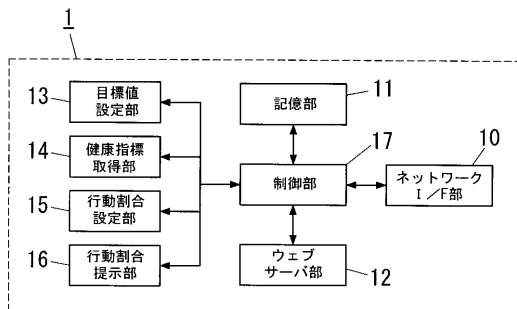 1
13
目標値
設定部
14
健康指標
取得部
15
行動割合
設定部
16
行動割合
提示部
11
記憶部
17
制御部
10
ネットワーク
I/F部
ウェブ
サーバ部
12